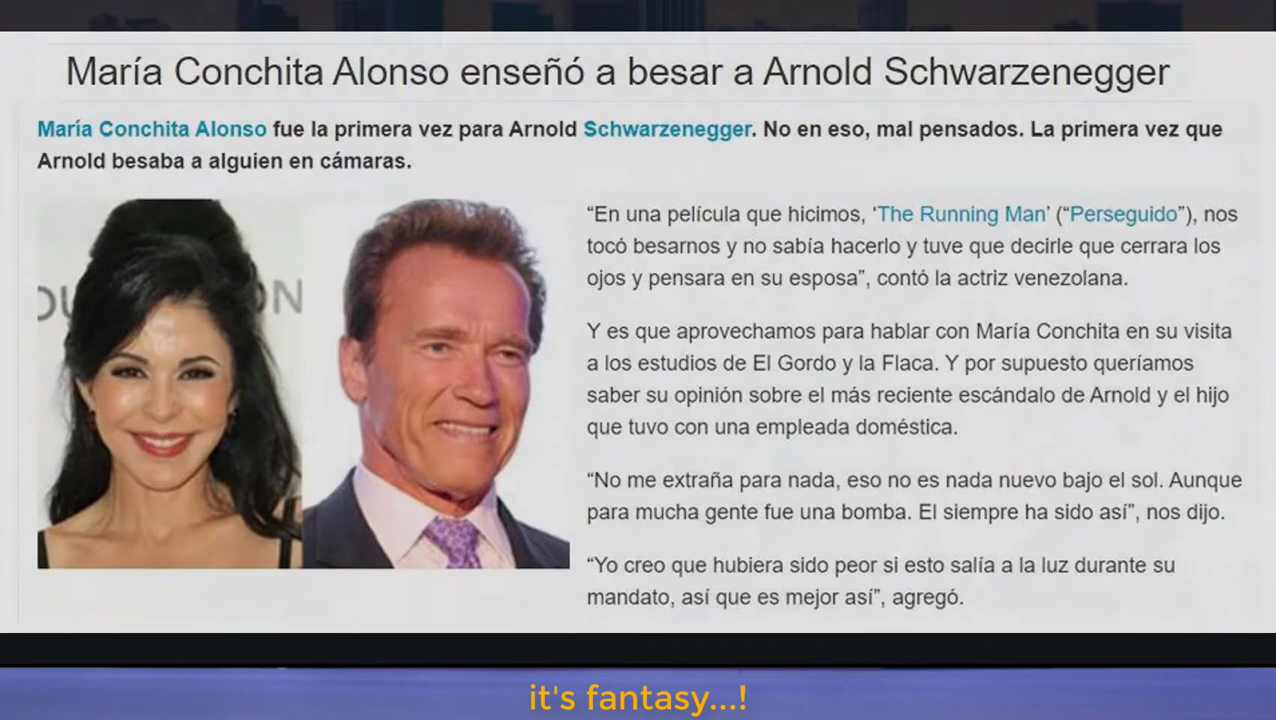 María Conchita Alonso enseñó a besar a Arnold Schwarzenegger
María Conchita Alonso fue la primera vez para Arnold Schwarzenegger. No en eso, mal pensados. La primera vez que
Arnold besaba a alguien en cámaras.
“En una película que hicimos, ‘The Running Man’ (“Perseguido”), nos
tocó besarnos y no sabía hacerlo y tuve que decirle que cerrara los
ojos y pensara en su esposa”, contó la actriz venezolana.
Y es que aprovechamos para hablar con María Conchita en su visita
a los estudios de El Gordo y la Flaca. Y por supuesto queríamos
saber su opinión sobre el más reciente escándalo de Arnold y el hijo
que tuvo con una empleada doméstica.
“No me extraña para nada, eso no es nada nuevo bajo el sol. Aunque
para mucha gente fue una bomba. El siempre ha sido así”, nos dijo.
“Yo creo que hubiera sido peor si esto salía a la luz durante su
mandato, así que es mejor así”, agregó.
it's fantasy...!